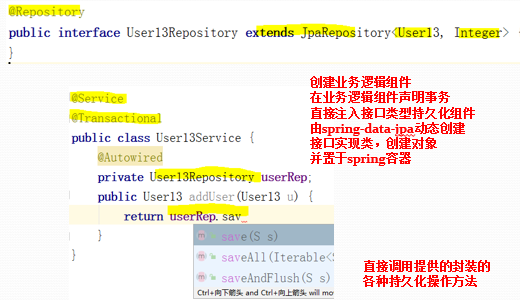 @Repository
public interface User13Repository extends JpaRepository<User13, Integer> {
}
创建业务逻辑组件
在业务逻辑组件声明事务
直接注入接口类型持久化组件
由spring-data-jpa动态创建
接口实现类，创建对象
并置于spring容器
@Service
@Transactional
public class User13Service {
@Autowired
private User13Repository userRep;
public User13 addUser(User13 u) {
return userRep.sav
}
}
save(S s)
saveAll(Iterable<S
saveAndFlush(S s)
Ctrl+向下箭头 and Ctrl+向上箭头 will mov
直接调用提供的封装的
各种持久化操作方法